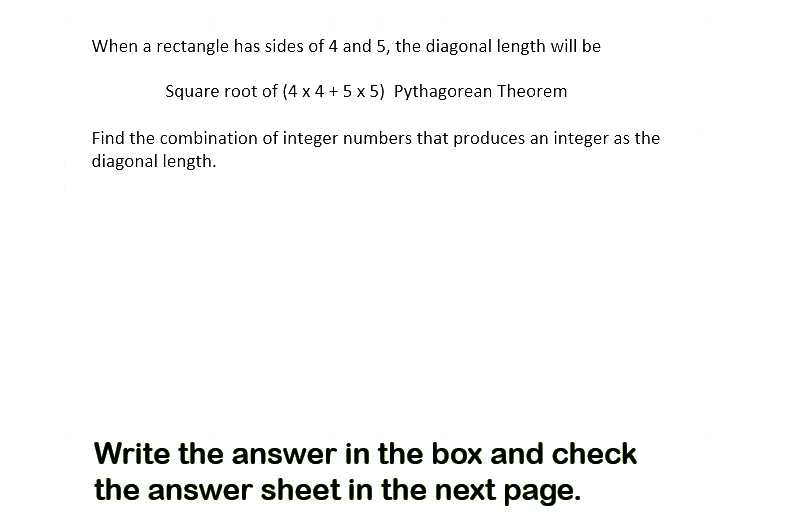 When a rectangle has sides of 4 and 5, the diagonal length will be
Square root of (4 x 4 + 5 x 5) Pythagorean Theorem
Find the combination of integer numbers that produces an integer as the
diagonal length.
Write the answer in the box and check
the answer sheet in the next page.